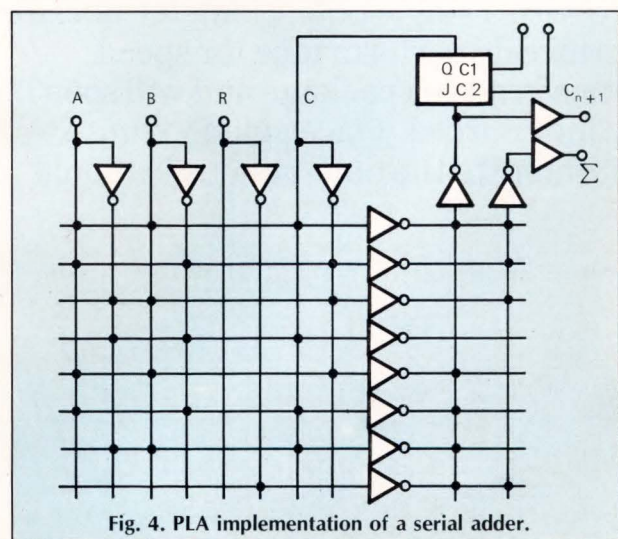 Q C1
J C 2
A B R C
C n+1
Σ
Fig. 4. PLA implementation of a serial adder.